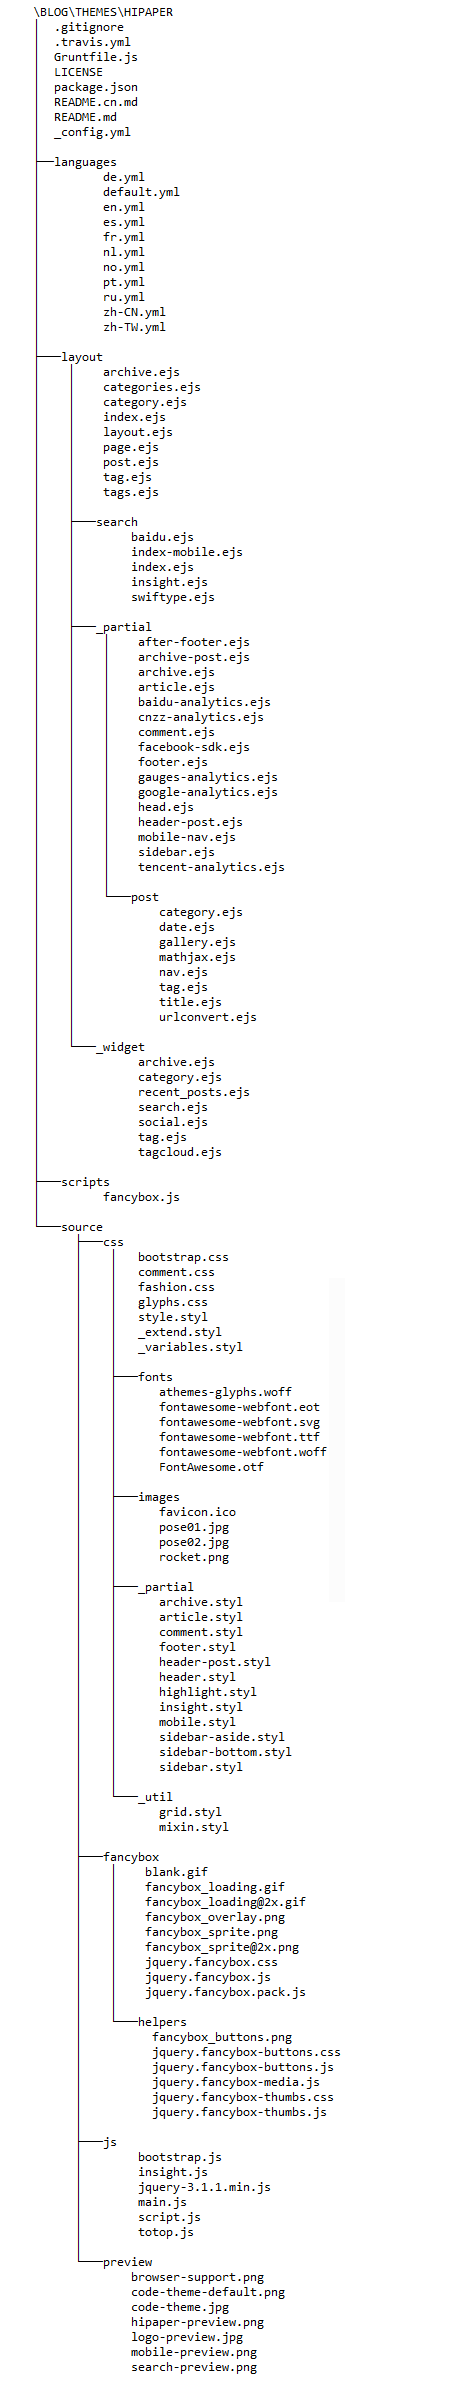 \BLOG\THEMES\HIPAPER
.gitignore
.travis.yml
Gruntfile.js
LICENSE
package.json
README.cn.md
README.md
_config.yml
languages
de.yml
default.yml
en.yml
es.yml
fr.yml
nl.yml
no.yml
pt.yml
ru.yml
zh-CN.yml
zh-TW.yml
layout
archive.ejs
categories.ejs
category.ejs
index.ejs
layout.ejs
page.ejs
post.ejs
tag.ejs
tags.ejs
search
baidu.ejs
index-mobile.ejs
index.ejs
insight.ejs
swiftype.ejs
_partial
after-footer.ejs
archive-post.ejs
archive.ejs
article.ejs
baidu-analytics.ejs
cnzz-analytics.ejs
comment.ejs
facebook-sdk.ejs
footer.ejs
gauges-analytics.ejs
google-analytics.ejs
head.ejs
header-post.ejs
mobile-nav.ejs
sidebar.ejs
tencent-analytics.ejs
post
category.ejs
date.ejs
gallery.ejs
mathjax.ejs
nav.ejs
tag.ejs
title.ejs
urlconvert.ejs
_widget
archive.ejs
category.ejs
recent_posts.ejs
search.ejs
social.ejs
tag.ejs
tagcloud.ejs
scripts
fancybox.js
source
css
bootstrap.css
comment.css
fashion.css
glyphs.css
style.styl
_extend.styl
_variables.styl
fonts
athemes-glyphs.woff
fontawesome-webfont.eot
fontawesome-webfont.svg
fontawesome-webfont.ttf
fontawesome-webfont.woff
FontAwesome.otf
images
favicon.ico
pose01.jpg
pose02.jpg
rocket.png
_partial
archive.styl
article.styl
comment.styl
footer.styl
header-post.styl
header.styl
highlight.styl
insight.styl
mobile.styl
sidebar-aside.styl
sidebar-bottom.styl
sidebar.styl
_util
grid.styl
mixin.styl
fancybox
blank.gif
fancybox_loading.gif
fancybox_loading@2x.gif
fancybox_overlay.png
fancybox_sprite.png
fancybox_sprite@2x.png
jquery.fancybox.css
jquery.fancybox.js
jquery.fancybox.pack.js
helpers
fancybox_buttons.png
jquery.fancybox-buttons.css
jquery.fancybox-buttons.js
jquery.fancybox-media.js
jquery.fancybox-thumbs.css
jquery.fancybox-thumbs.js
js
bootstrap.js
insight.js
jquery-3.1.1.min.js
main.js
script.js
totop.js
preview
browser-support.png
code-theme-default.png
code-theme.jpg
hipaper-preview.png
logo-preview.jpg
mobile-preview.png
search-preview.png